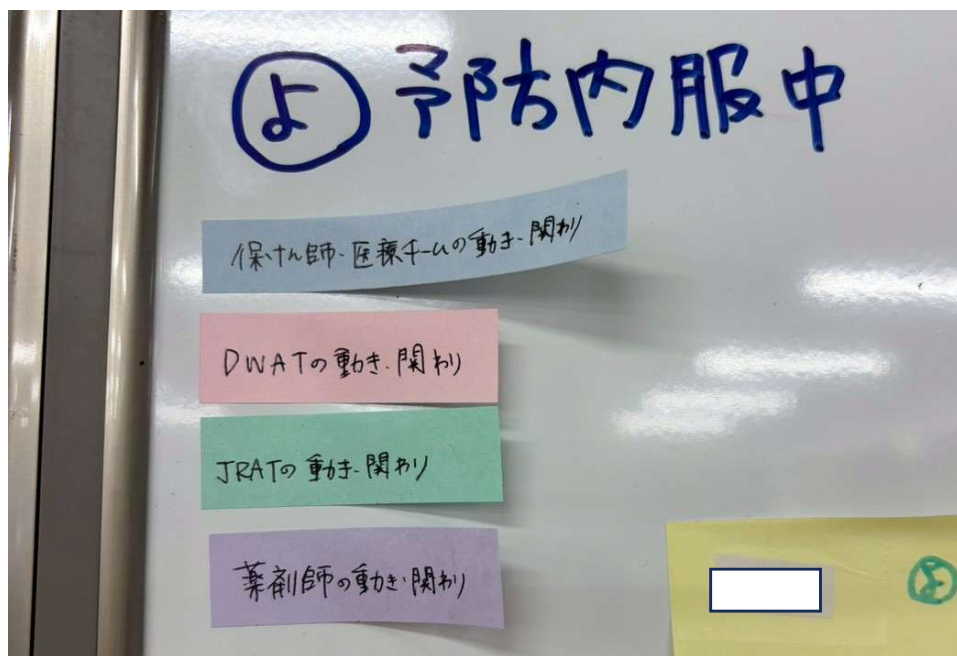 よ 予防内服中
保けん師・医療チームの動き・関わり
DWATの動き・関わり
JRATの動き・関わり
薬剤師の動き・関わり
よ